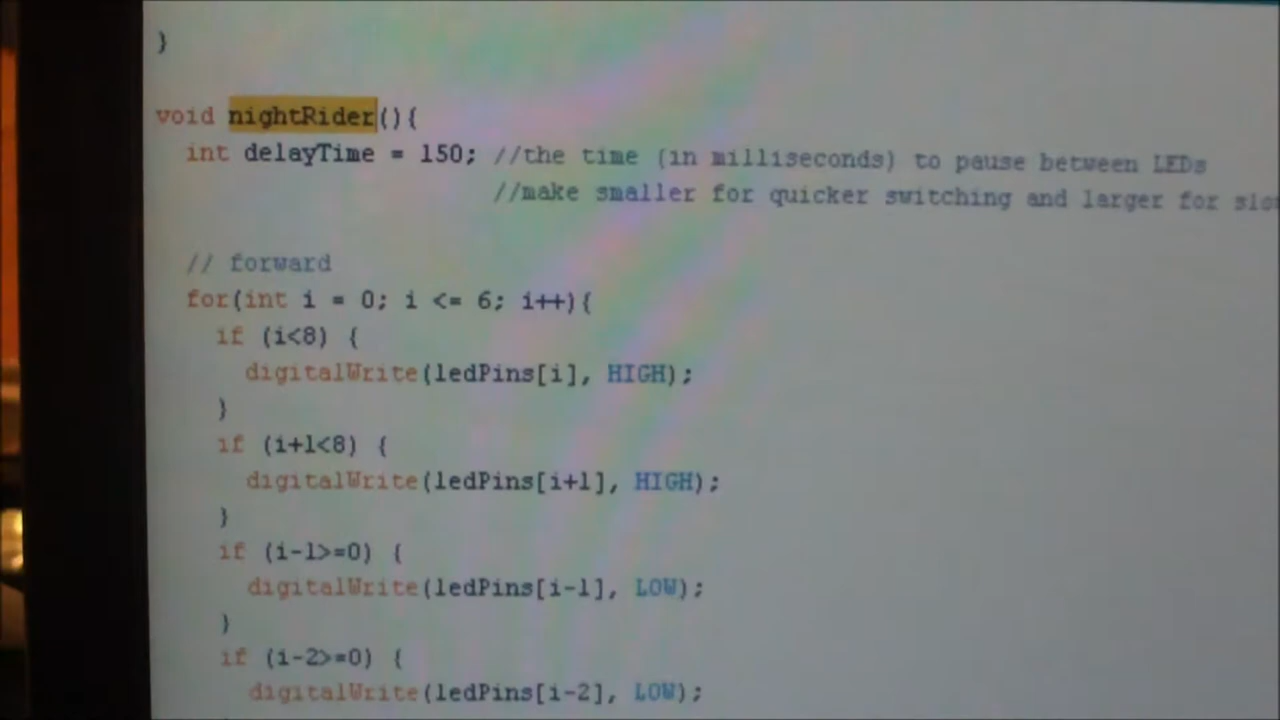 }
void nightRider(){
int delayTime = 150; //the time (in milliseconds) to pause between LEDs
//make smaller for quicker switching and larger for
// forward
for(int i = 0; i <= 6; i++){
if (i<8) {
digitalWrite(ledPins[i], HIGH);
}
if (i+1<8) {
digitalWrite(ledPins[i+1], HIGH);
}
if (i-1>=0) {
digitalWrite(ledPins[i-1], LOW);
}
if (i-2>=0) {
digitalWrite(ledPins[i-2], LOW);